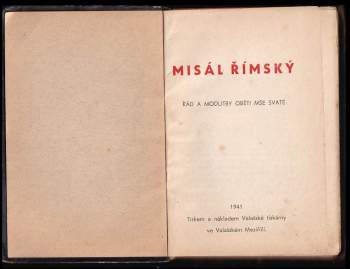 MISÁL ŘÍMSKÝ
ŘÁD A MODLITBY OBĚTI MŠE SVATÉ.
1941
Tiskem a nákladem Valašské tiskárny
ve Valašském Meziříčí.